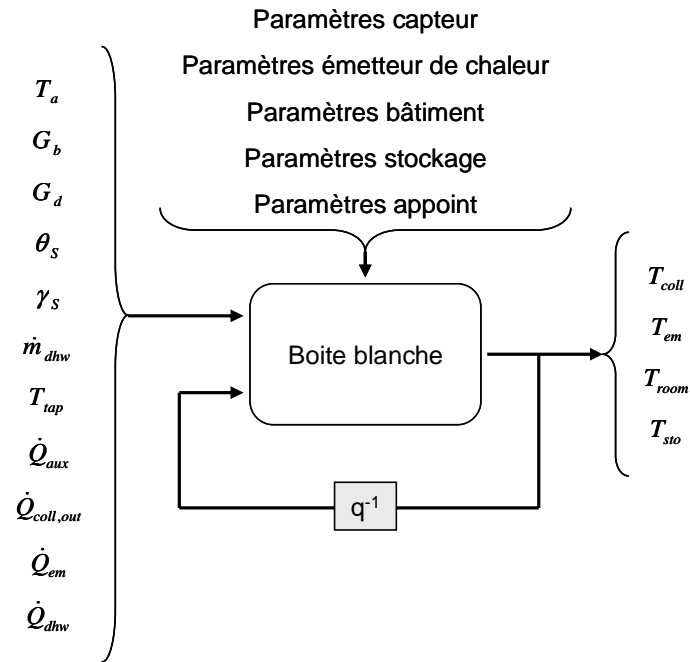 Paramètres capteur
Paramètres émetteur de chaleur
Paramètres bâtiment
Paramètres stockage
Paramètres appoint
T_a
G_b
G_d
θ_S
γ_S
ṁ_dhw
T_tap
Q̇_aux
Q̇_coll,out
Q̇_em
Q̇_dhw
Boite blanche
q⁻¹
T_coll
T_em
T_room
T_sto